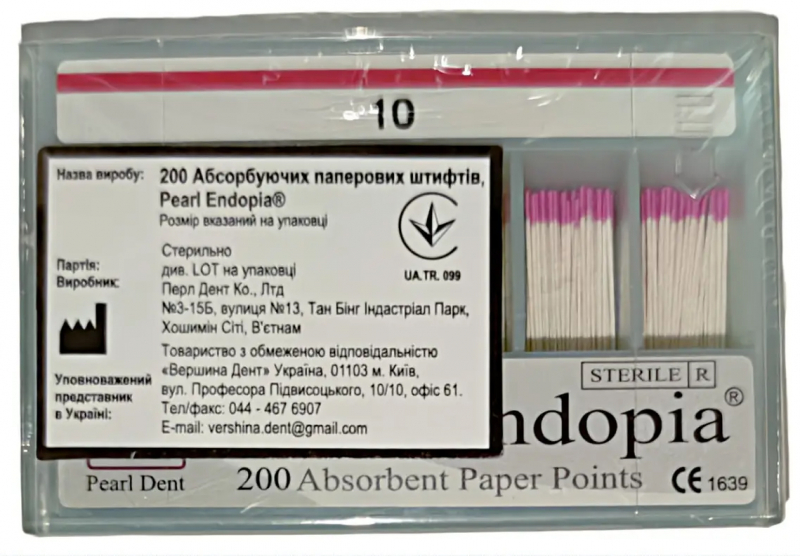 10
Назва виробу: 200 Абсорбуючих паперових штифтів,
Pearl Endopia®
Розмір вказаний на упаковці
UA.TR. 099
Стерильно
Партія: див. LOT на упаковці
Виробник: Перл Дент Ко., Лтд
№3-15Б, вулиця №13, Тан Бінг Індастріал Парк,
Хошимін Сіті, В'єтнам
Уповноважений представник в Україні:
Товариство з обмеженою відповідальністю
«Вершина Дент» Україна, 01103 м. Київ,
вул. Професора Підвисоцького, 10/10, офіс 61.
Тел/факс: 044 - 467 6907
E-mail: vershina.dent@gmail.com
STERILE R
ndopia®
Pearl Dent
200 Absorbent Paper Points
CE 1639